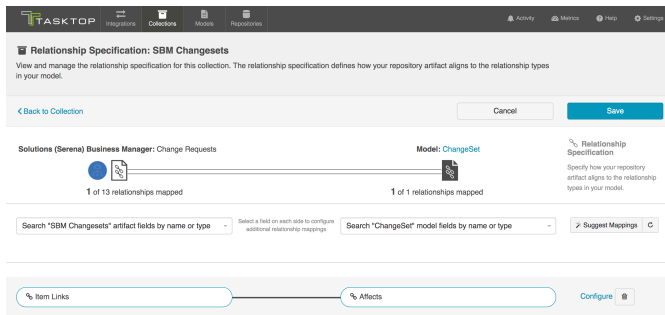 TASKTOP
Integrations
Collections
Models
Repositories
Activity
Metrics
Help
Settings
Relationship Specification: SBM Changesets
View and manage the relationship specification for this collection. The relationship specification defines how your repository artifact aligns to the relationship types
in your model.
Back to Collection
Cancel
Save
Solutions (Serena) Business Manager: Change Requests
Model: ChangeSet
1 of 13 relationships mapped
1 of 1 relationships mapped
Relationship
Specification
Specify how your repository
artifact aligns to the relationship
types in your model.
Search "SBM Changesets" artifact fields by name or type
Select a field on each side to configure
additional relationship mappings
Search "ChangeSet" model fields by name or type
Suggest Mappings
Item Links
Affects
Configure